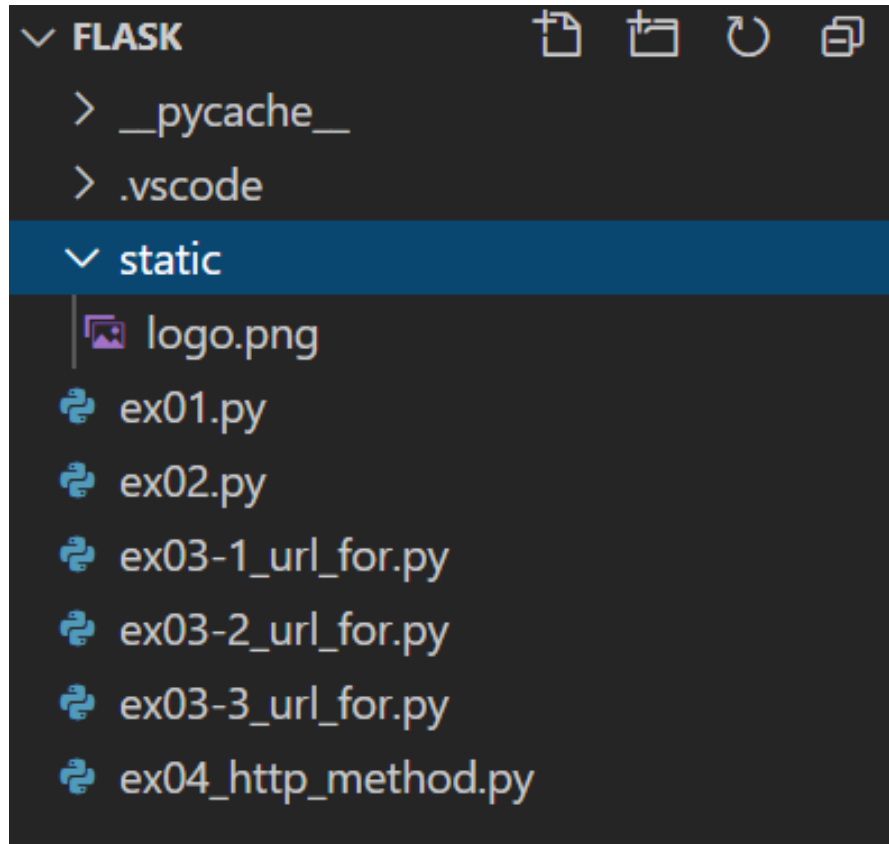 FLASK
__pycache__
.vscode
static
logo.png
ex01.py
ex02.py
ex03-1_url_for.py
ex03-2_url_for.py
ex03-3_url_for.py
ex04_http_method.py